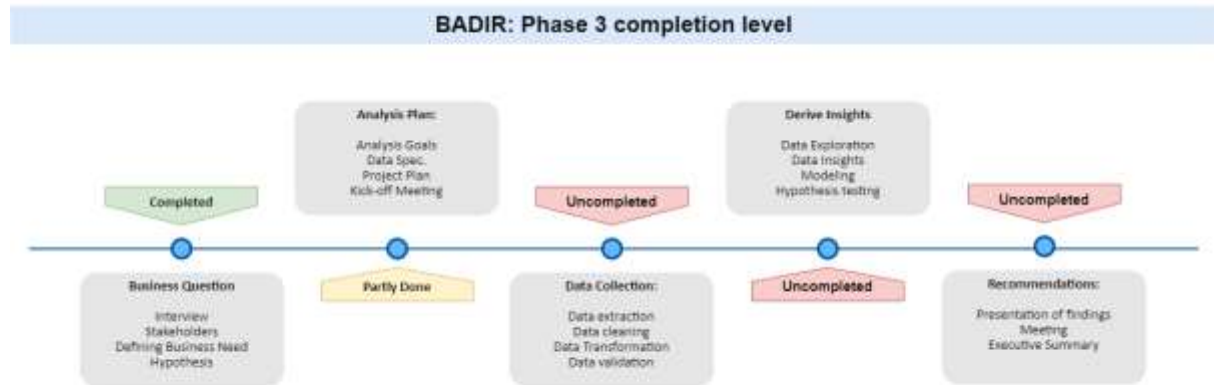 BADIR: Phase 3 completion level
Completed
Business Question
Interview
Stakeholders
Defining Business Need
Hypothesis
Analysis Plan:
Analysis Goals
Data Spec.
Project Plan
Kick-off Meeting
Partly Done
Uncompleted
Data Collection:
Data extraction
Data cleaning
Data Transformation
Data validation
Derive Insights
Data Exploration
Data Insights
Modeling
Hypothesis testing
Uncompleted
Uncompleted
Recommendations:
Presentation of findings
Meeting
Executive Summary